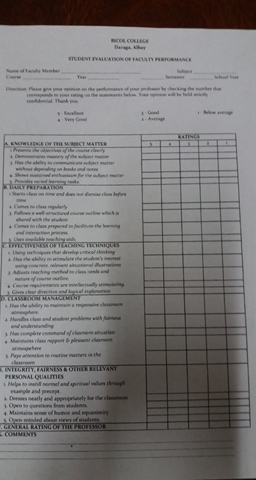 BICOL COLLEGE
Daraga, Albay
STUDENT EVALUATION OF FACULTY PERFORMANCE
Name of Faculty Member Subject
Course Year Semester School Year
Direction: Please give your opinion on the performance of your professor by checking the number that
corresponds to your rating on the statements below. Your opinion will be held strictly
confidential. Thank you.
5 - Excellent 3 - Good 1 - Below average
4 - Very Good 2 - Average
RATINGS
A. KNOWLEDGE OF THE SUBJECT MATTER 5 4 3 2 1
1 Presents the objectives of the course clearly
2. Demonstrates mastery of the subject matter
3. Has the ability to communicate subject matter
without depending on books and notes
4. Shows sustained enthusiasm for the subject matter
5. Provides varied learning tasks
B. DAILY PREPARATION
1 Starts class on time and does not dismiss class before
time
2. Comes to class regularly
3. Follows a well-structured course outline which is
shared with the student
4. Comes to class prepared to facilitate the learning
and interaction process.
5. Uses available teaching aids.
C. EFFECTIVENESS OF TEACHING TECHNIQUES
1. Using techniques that develop critical thinking
2. Has the ability to stimulate the student's interest
using concrete, relevant situational illustrations
3. Adjusts teaching method to class needs and
nature of course outline.
4. Course requirements are intellectually stimulating
5. Gives clear direction and logical explanation
D. CLASSROOM MANAGEMENT
1. Has the ability to maintain a responsive classroom
atmosphere
2. Handles class and student problems with fairness
and understanding
3. Has complete command of classroom situation
4. Maintains class rapport & pleasant classroom
atmosphere
5. Pays attention to routine matters in the
classroom
E. INTEGRITY, FAIRNESS & OTHER RELEVANT
PERSONAL QUALITIES
1. Helps to instill moral and spiritual values through
example and precept.
2. Dresses neatly and appropriately for the classroom
3. Open to questions from students.
4. Maintains sense of humor and equanimity
5. Open minded about views of students.
F. GENERAL RATING OF THE PROFESSOR
G. COMMENTS